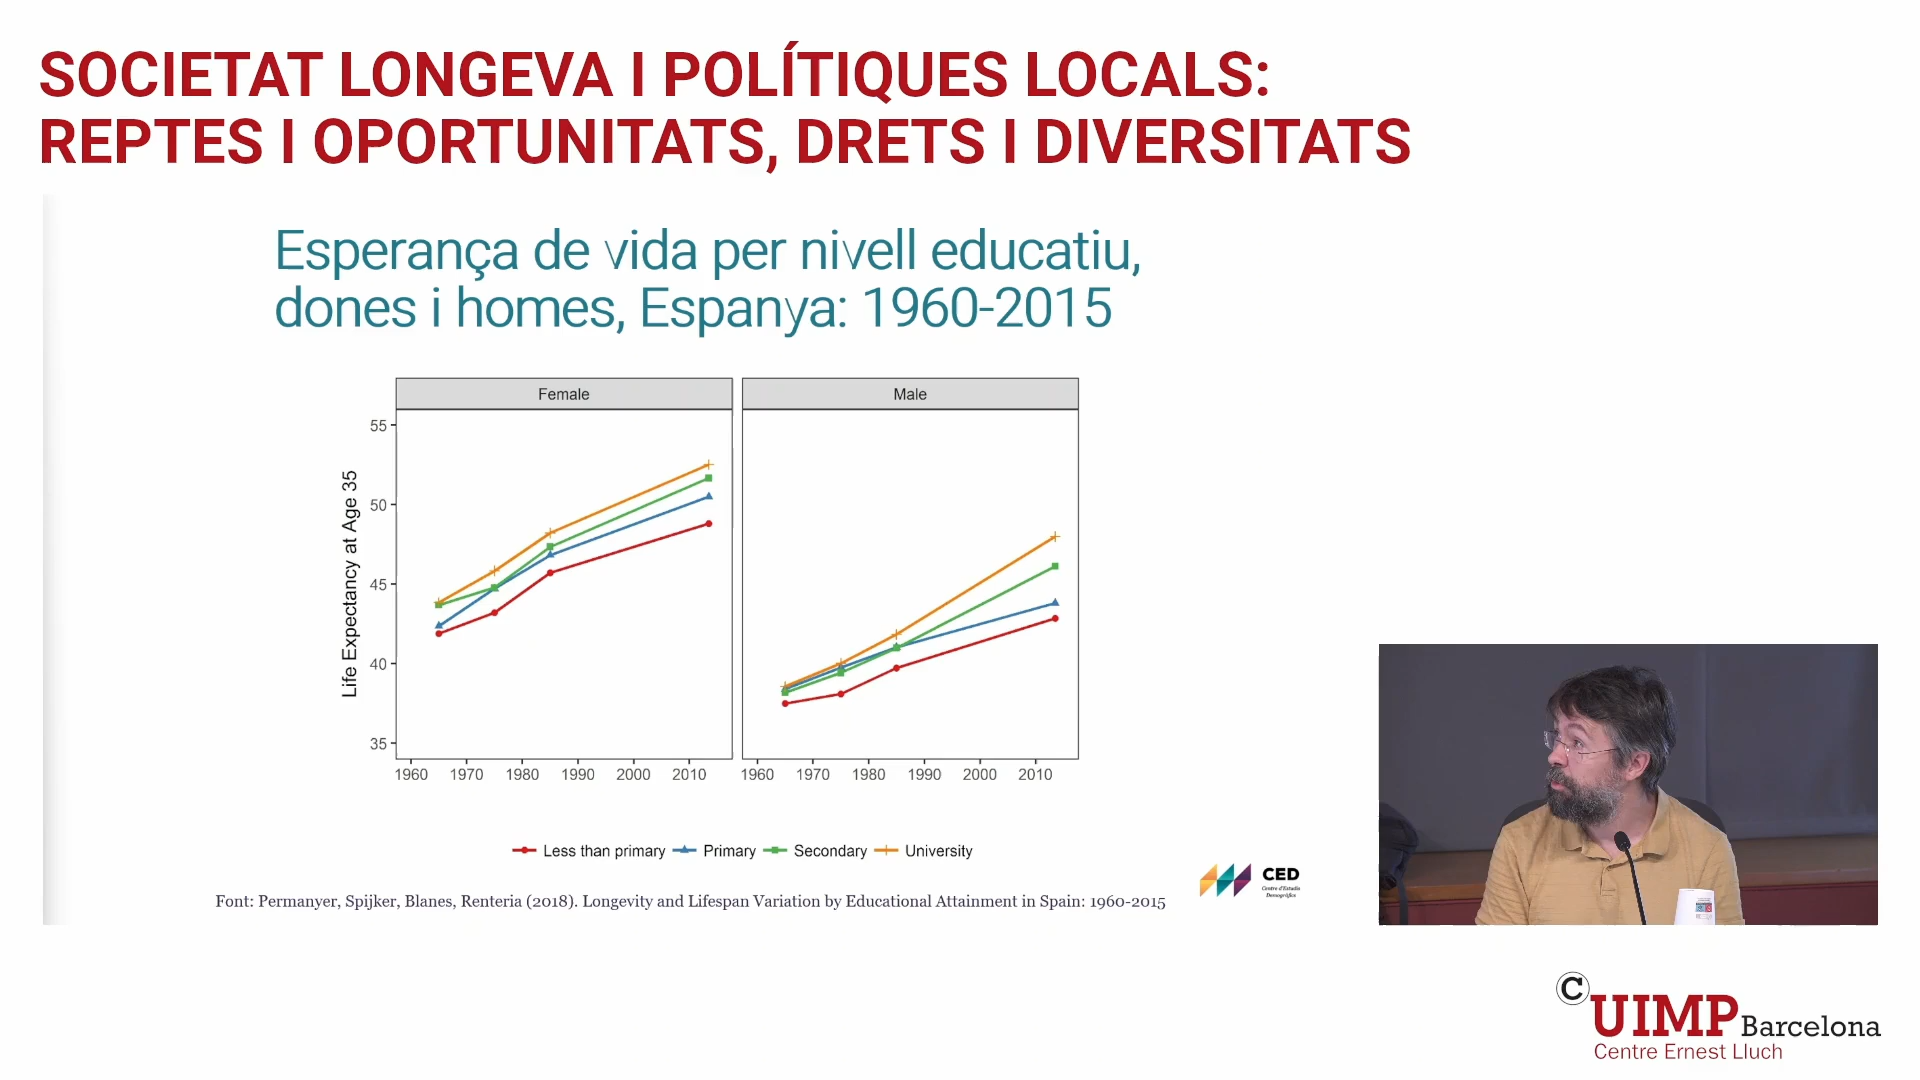 SOCIETAT LONGEVA I POLÍTIQUES LOCALS:
REPTES I OPORTUNITATS, DRETS I DIVERSITATS
Esperança de vida per nivell educatiu,
dones i homes, Espanya: 1960-2015
Female
Male
Life Expectancy at Age 35
55
50
45
40
35
1960 1970 1980 1990 2000 2010
1960 1970 1980 1990 2000 2010
Less than primary Primary Secondary University
CED
Centre d'Estudis
Demogràfics
Font: Permanyer, Spijker, Blanes, Renteria (2018). Longevity and Lifespan Variation by Educational Attainment in Spain: 1960-2015
C
UIMP Barcelona
Centre Ernest Lluch